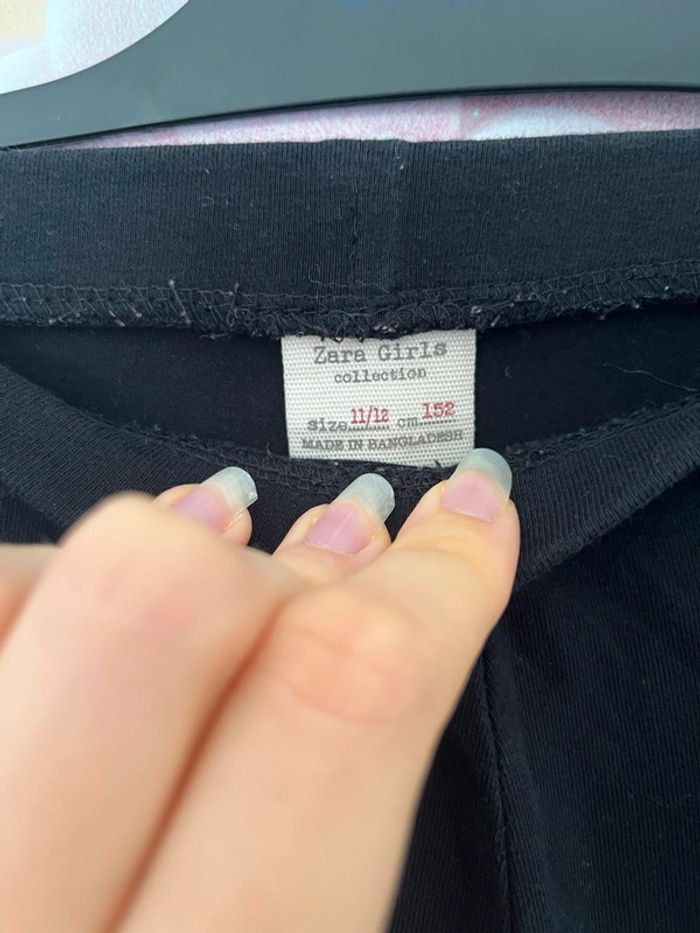 Zara Girls
collection
size 11/12 cm 152
MADE IN BANGLADESH